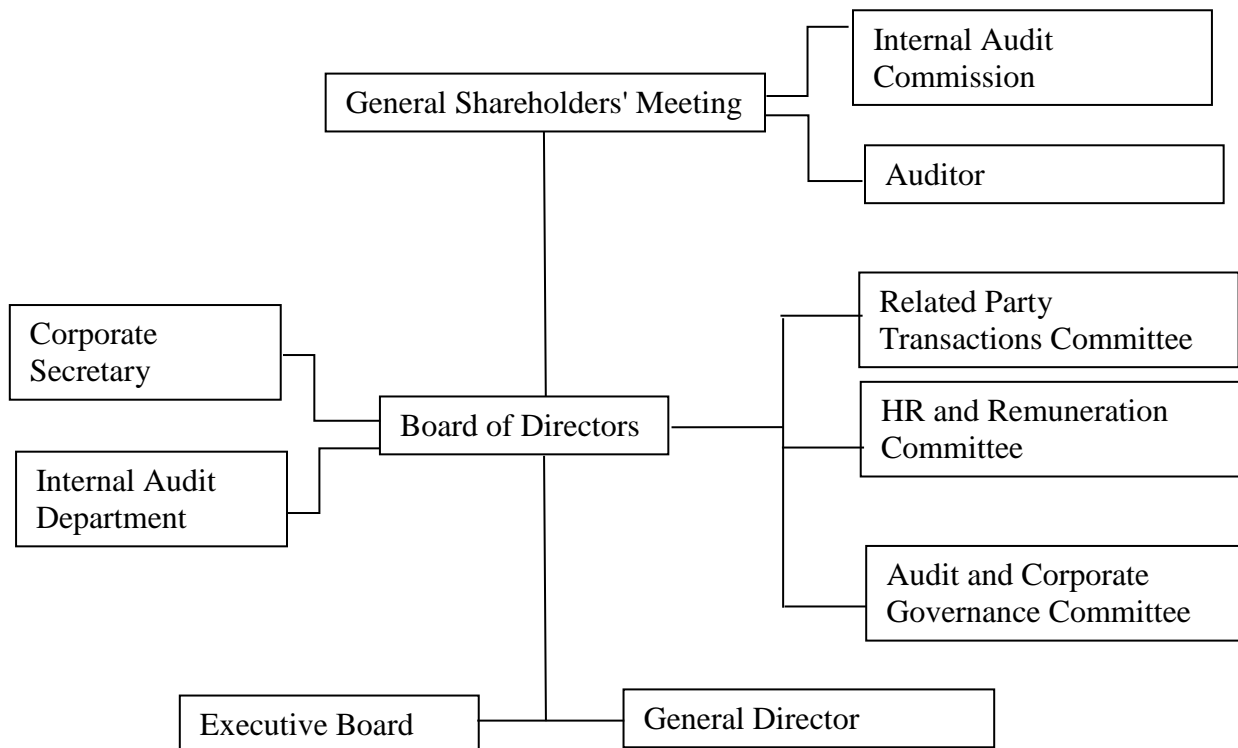 Internal Audit
Commission
General Shareholders' Meeting
Auditor
Related Party
Transactions Committee
Corporate
Secretary
HR and Remuneration
Committee
Board of Directors
Internal Audit
Department
Audit and Corporate
Governance Committee
Executive Board
General Director